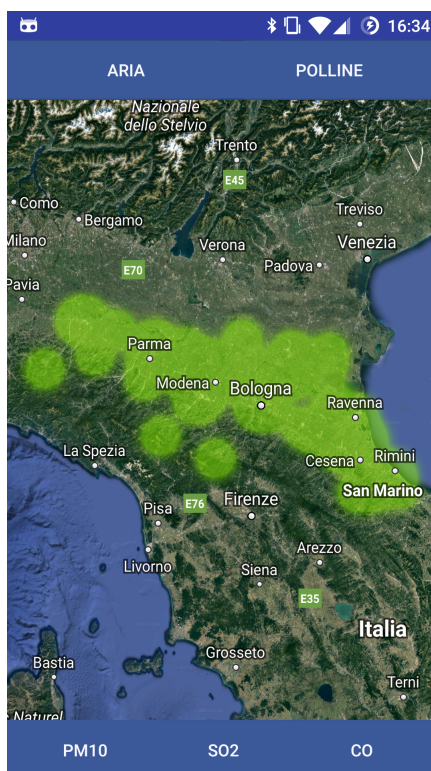 16:34
ARIA POLLINE
Nazionale
dello Stelvio
Trento
E45
Como
Bergamo
Treviso
Milano
Verona
Venezia
Padova
E70
Pavia
Parma
Modena
Bologna
Ravenna
La Spezia
Cesena
Rimini
San Marino
E76
Pisa
Firenze
Livorno
Arezzo
Siena
E35
Italia
Grosseto
Bastia
Terni
c Naturel
PM10 SO2 CO